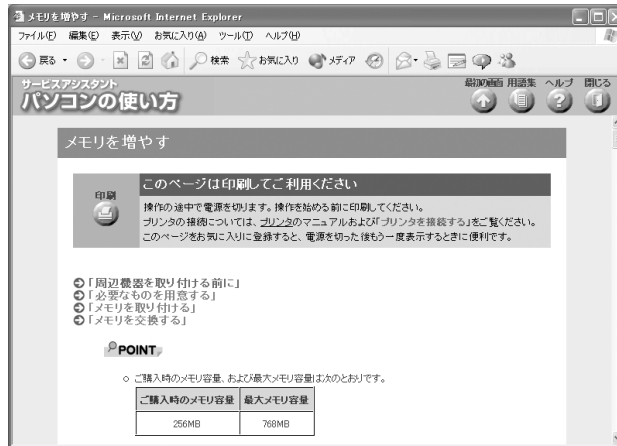 メモリを増やす - Microsoft Internet Explorer
ファイル(F) 編集(E) 表示(V) お気に入り(A) ツール(T) ヘルプ(H)
戻る 検索 お気に入り メディア
サービスアシスタント
パソコンの使い方
最初の画面 用語集 ヘルプ 閉じる
メモリを増やす
印刷
このページは印刷してご利用ください
操作の途中で電源を切ります。操作を始める前に印刷してください。
プリンタの接続については、プリンタのマニュアルおよび「プリンタを接続する」をご覧ください。
このページをお気に入りに登録すると、電源を切った後もう一度表示するときに便利です。
「周辺機器を取り付ける前に」
「必要なものを用意する」
「メモリを取り付ける」
「メモリを交換する」
POINT
ご購入時のメモリ容量、および最大メモリ容量は次のとおりです。
ご購入時のメモリ容量 最大メモリ容量
256MB 768MB